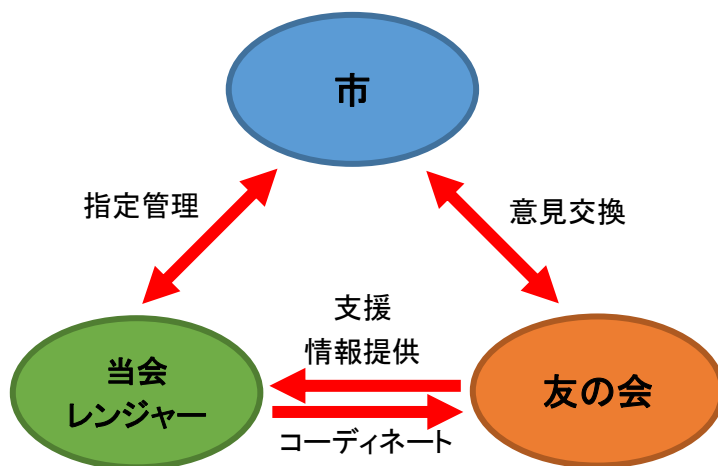 市
指定管理
意見交換
支援
情報提供
当会
レンジャー
友の会
コーディネート